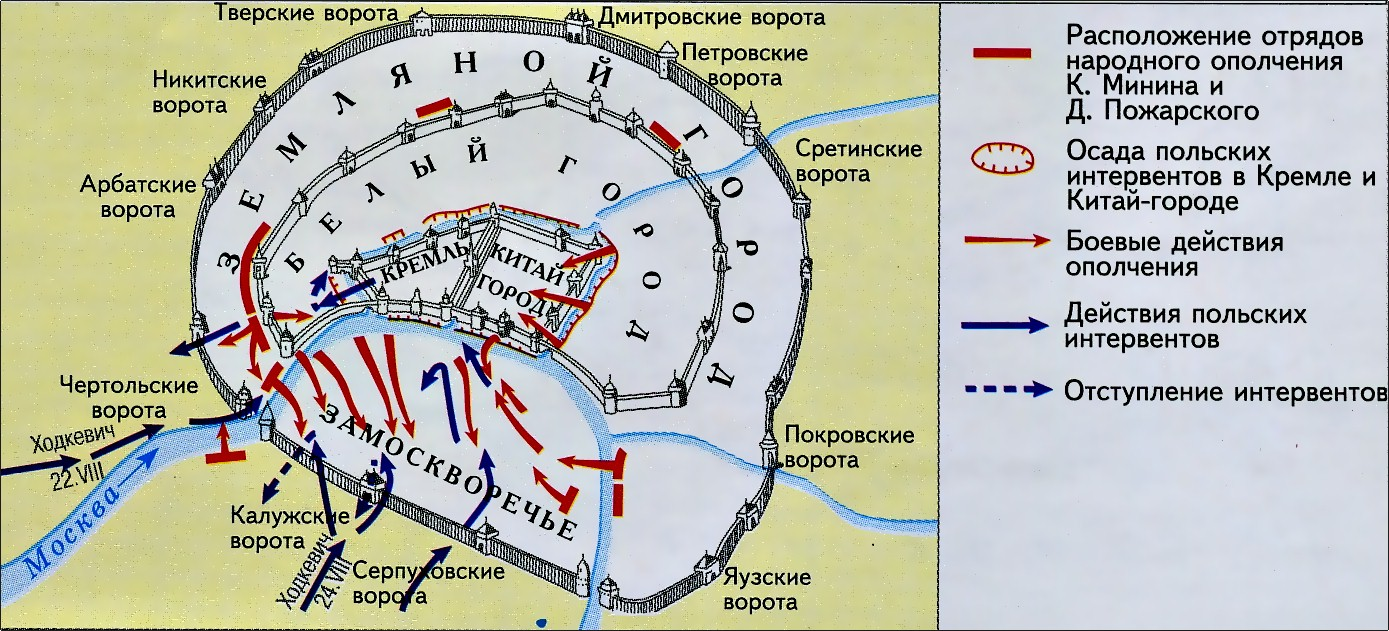 Тверские ворота
Дмитровские ворота
Петровские
ворота
Никитские
ворота
Сретинские
ворота
Арбатские
ворота
ЗЕМЛЯНОЙ ГОРОД
БЕЛЫЙ ГОРОД
КРЕМЛЬ
КИТАЙ
ГОРОД
Чертольские
ворота
Ходкевич
22.VIII
Москва
ЗАМОСКВОРЕЧЬЕ
Покровские
ворота
Калужские
ворота
Ходкевич
24.VIII
Серпуховские
ворота
Яузские
ворота
Расположение отрядов
народного ополчения
К. Минина и
Д. Пожарского
Осада польских
интервентов в Кремле и
Китай-городе
Боевые действия
ополчения
Действия польских
интервентов
Отступление интервентов